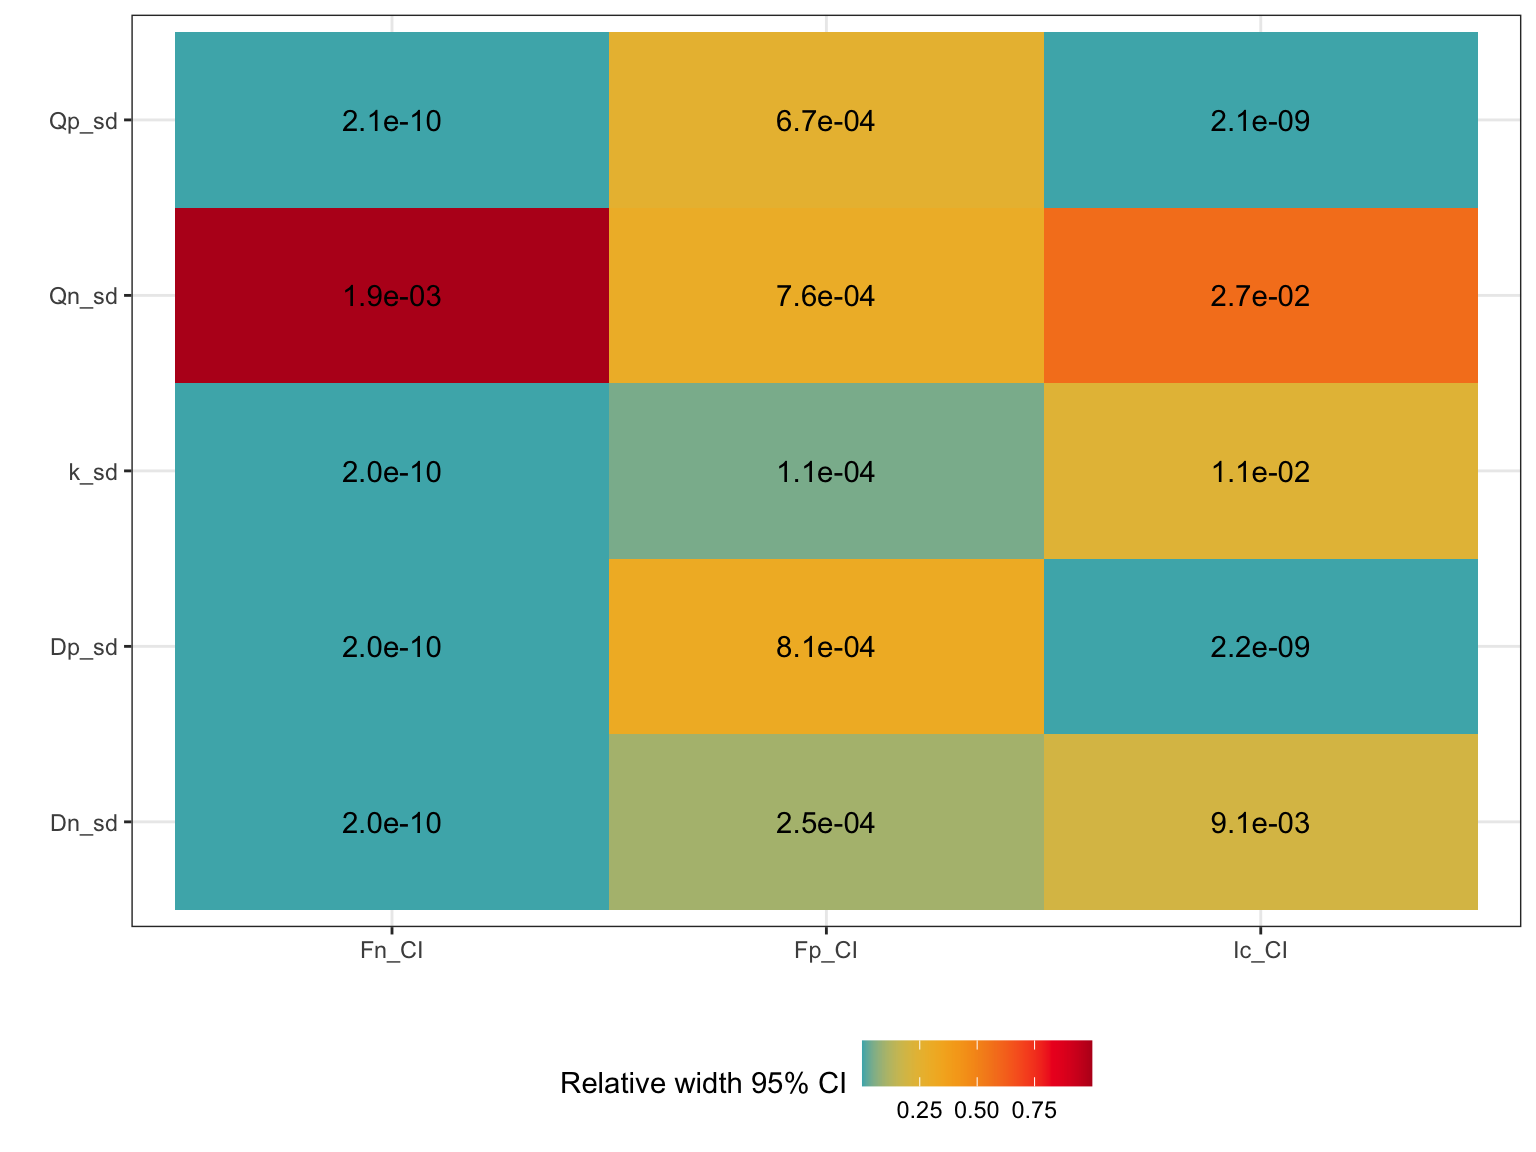 Qp_sd 2.1e-10 6.7e-04 2.1e-09
Qn_sd 1.9e-03 7.6e-04 2.7e-02
k_sd 2.0e-10 1.1e-04 1.1e-02
Dp_sd 2.0e-10 8.1e-04 2.2e-09
Dn_sd 2.0e-10 2.5e-04 9.1e-03
Fn_CI Fp_CI Ic_CI
Relative width 95% CI
0.25 0.50 0.75